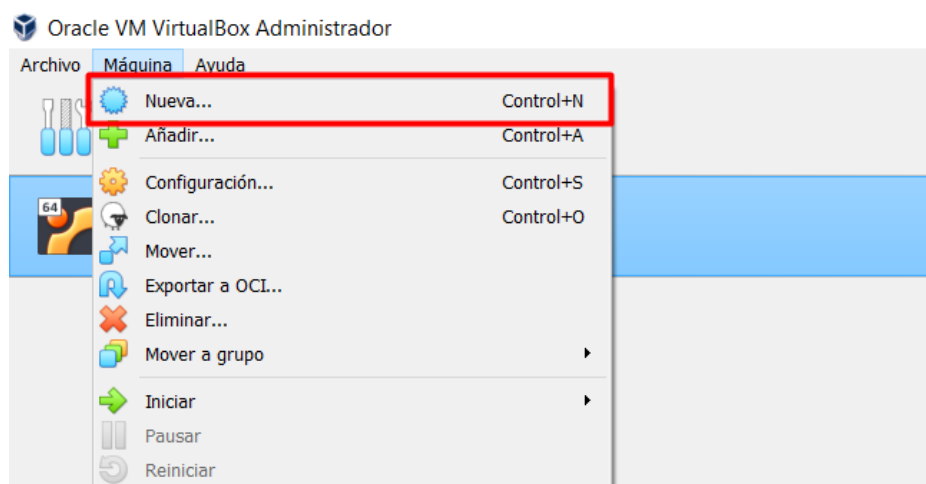 Oracle VM VirtualBox Administrador
Archivo Máquina Ayuda
Nueva... Control+N
Añadir... Control+A
Configuración... Control+S
64
Clonar... Control+O
Mover...
Exportar a OCI...
Eliminar...
Mover a grupo
Iniciar
Pausar
Reiniciar